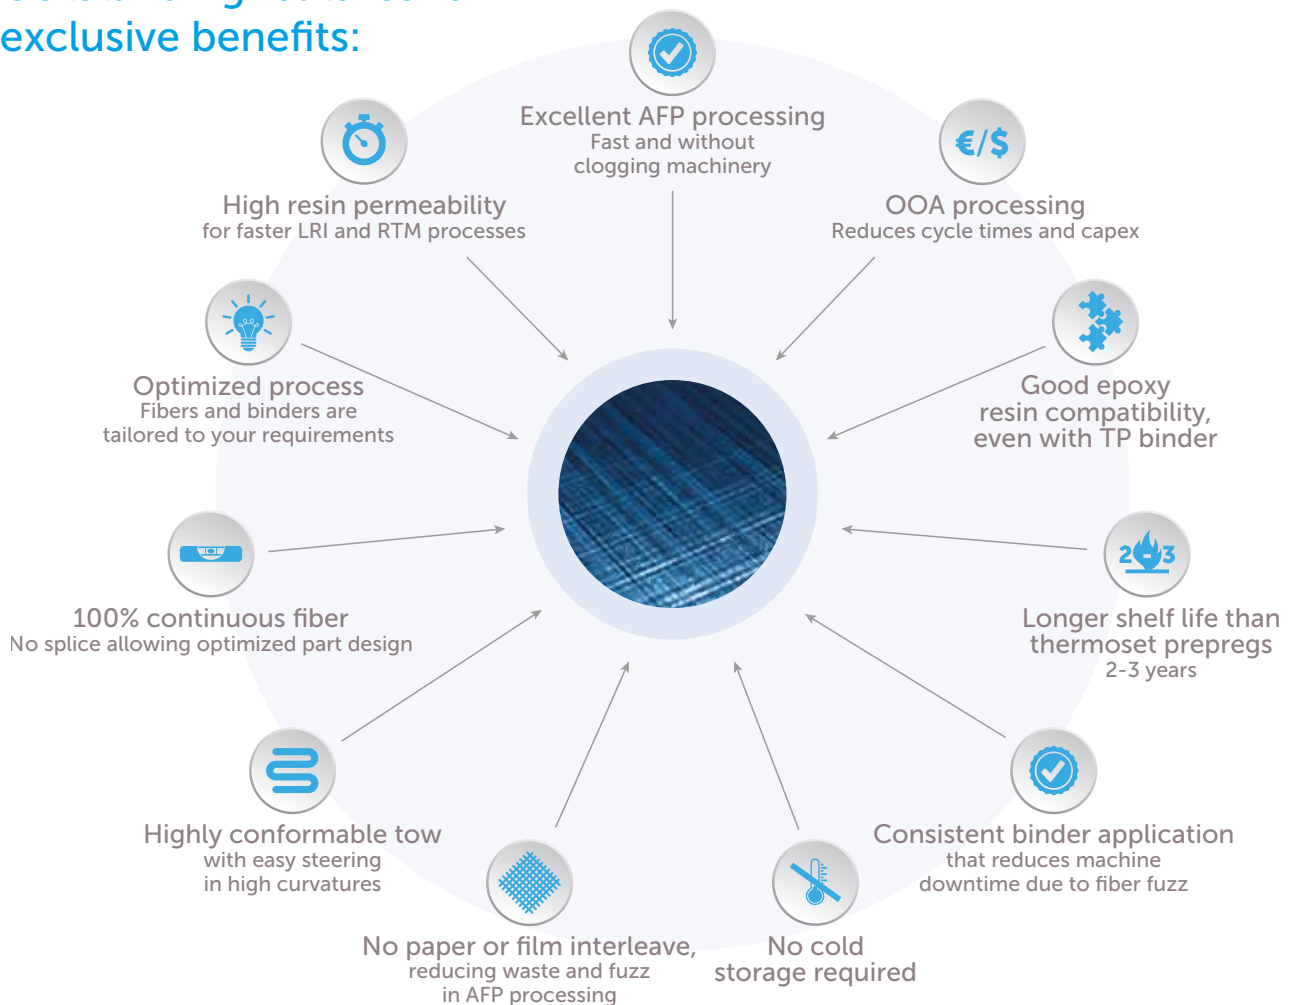 exclusive benefits:
Excellent AFP processing
Fast and without
clogging machinery
€/$
OOA processing
Reduces cycle times and capex
High resin permeability
for faster LRI and RTM processes
Good epoxy
resin compatibility,
even with TP binder
Optimized process
Fibers and binders are
tailored to your requirements
2-3
Longer shelf life than
thermoset prepregs
2-3 years
100% continuous fiber
No splice allowing optimized part design
Consistent binder application
that reduces machine
downtime due to fiber fuzz
Highly conformable tow
with easy steering
in high curvatures
No cold
storage required
No paper or film interleave,
reducing waste and fuzz
in AFP processing